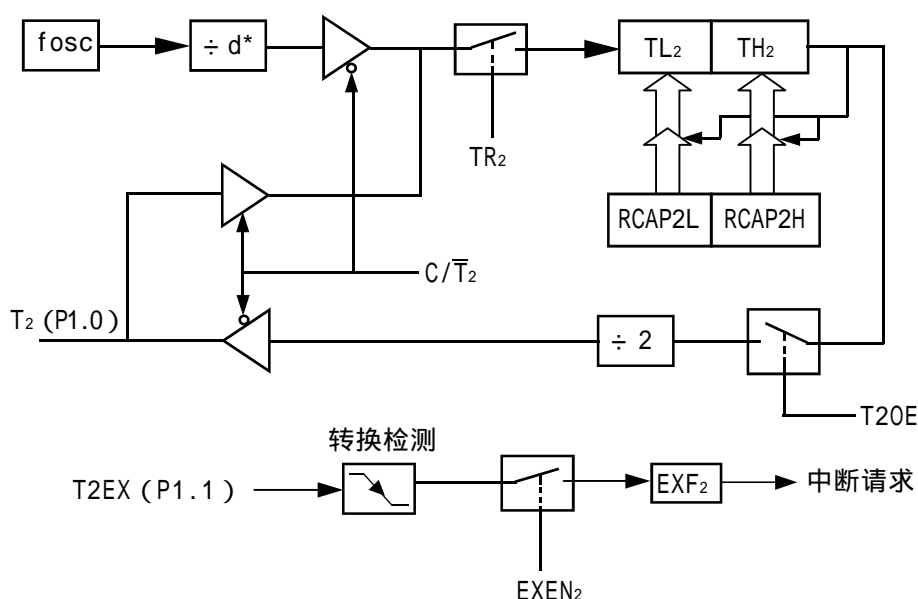 fosc
÷ d*
TL₂
TH₂
TR₂
RCAP2L
RCAP2H
C/T̅₂
T₂ (P1.0)
÷ 2
T2OE
转换检测
T2EX (P1.1)
EXF₂
中断请求
EXEN₂